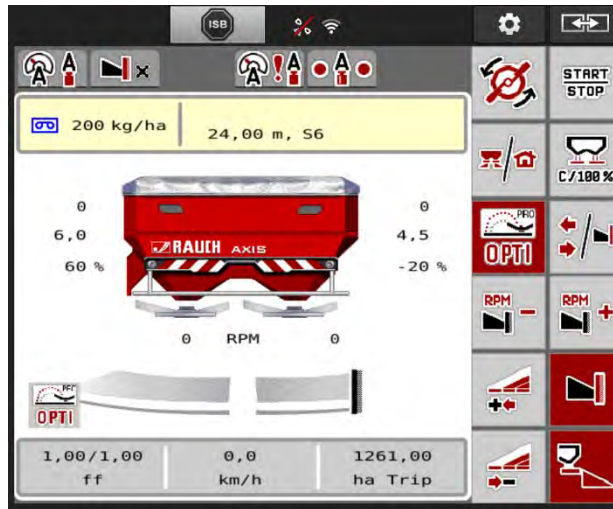 ISB
A A A A
START
STOP
200 kg/ha
24,00 m, S6
C/100 %
0 0
6,0 4,5
RAUCH AXIS
60 % -20 %
PRO
OPTI
RPM RPM
0 RPM 0
PRO
OPTI
1,00/1,00 0,0 1261,00
ff km/h ha Trip